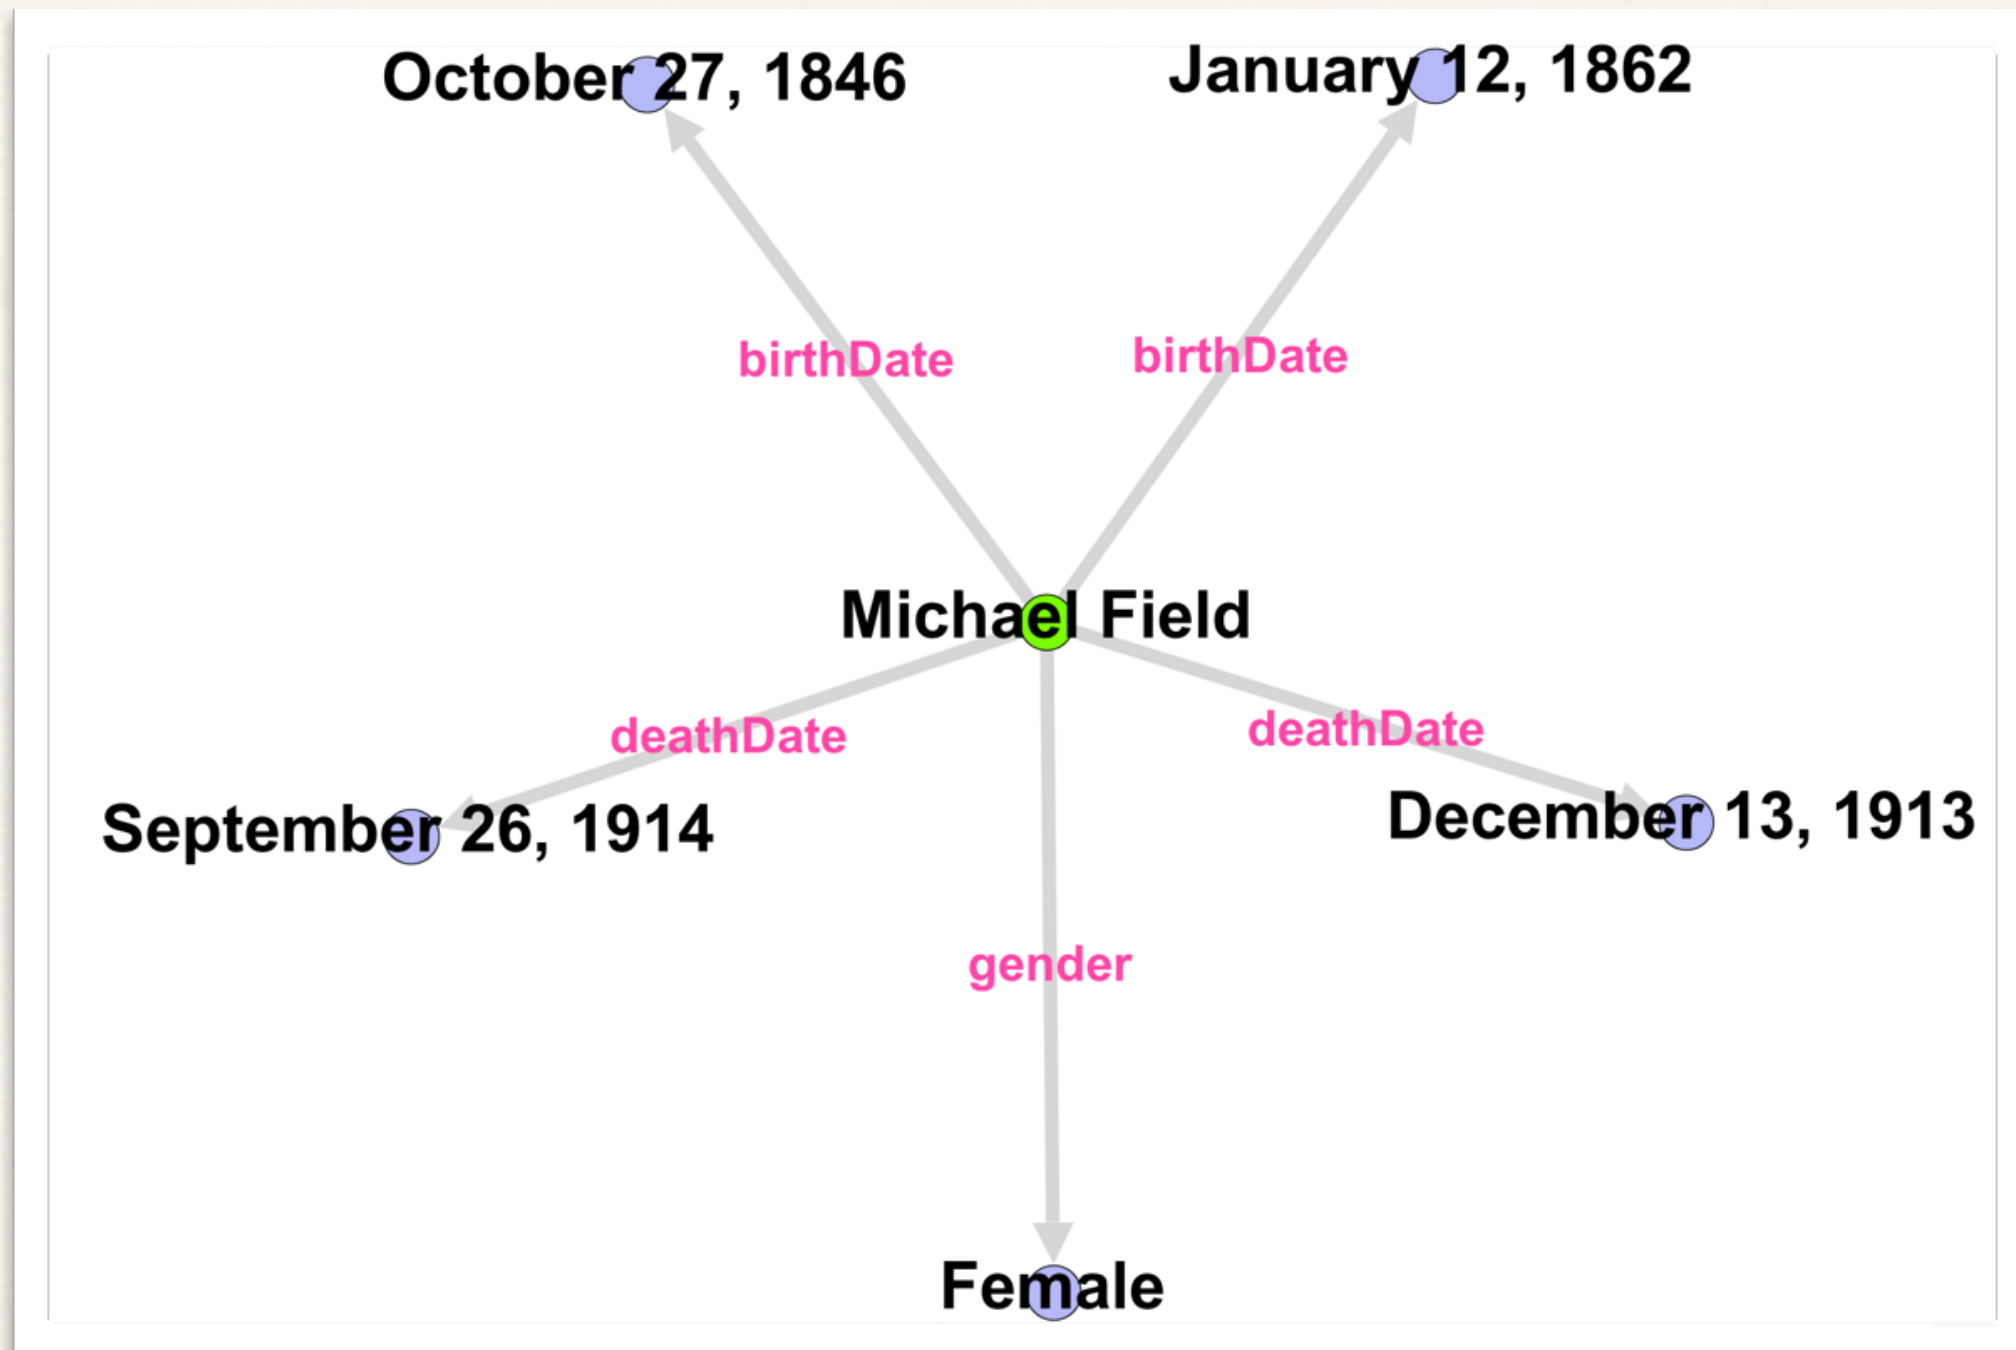 October 27, 1846
January 12, 1862
birthDate
birthDate
Michael Field
deathDate
deathDate
September 26, 1914
December 13, 1913
gender
Female